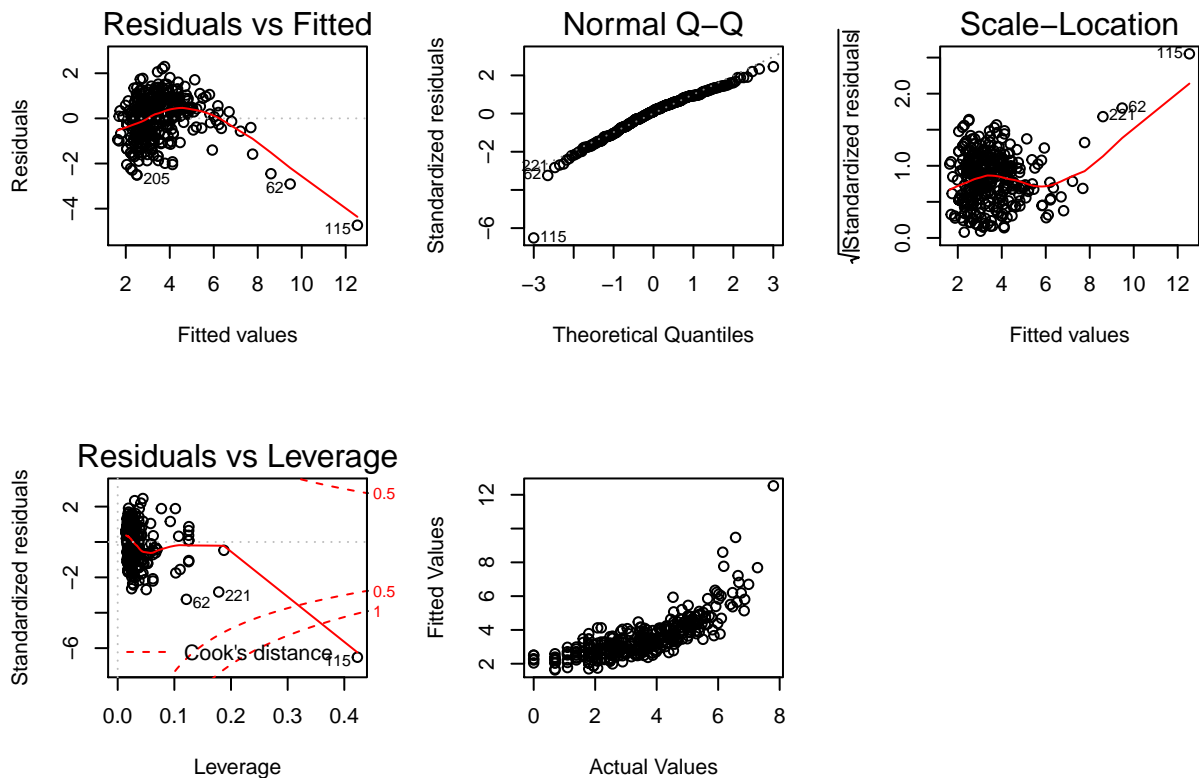 Residuals vs Fitted
Residuals
2
0
−2
−4
205
62
115
2 4 6 8 10 12
Fitted values
Normal Q−Q
Standardized residuals
2
0
−2
−6
221
62
115
−3 −2 −1 0 1 2 3
Theoretical Quantiles
Scale−Location
√|Standardized residuals|
2.0
1.0
0.0
115
62
221
2 4 6 8 10 12
Fitted values
Residuals vs Leverage
Standardized residuals
2
0
−2
−6
0.5
0.5
1
62
221
Cook's distance
115
0.0 0.1 0.2 0.3 0.4
Leverage
Fitted Values
12
10
8
6
4
2
0 2 4 6 8
Actual Values